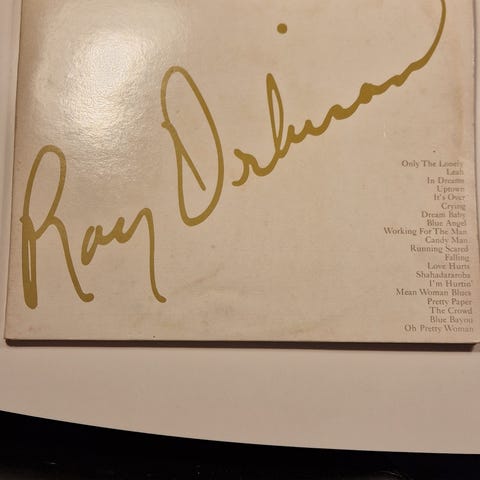 Roy Orbison
Only The Lonely
Leah
In Dreams
Uptown
It's Over
Crying
Dream Baby
Blue Angel
Working For The Man
Candy Man
Running Scared
Falling
Love Hurts
Shahadararoba
I'm Hurtin'
Mean Woman Blues
Pretty Paper
The Crowd
Blue Bayou
Oh Pretty Woman